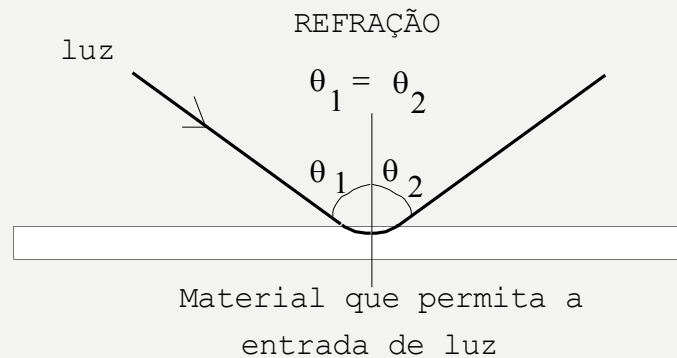 REFRAÇÃO
luz
θ1 = θ2
θ1 θ2
Material que permita a
entrada de luz